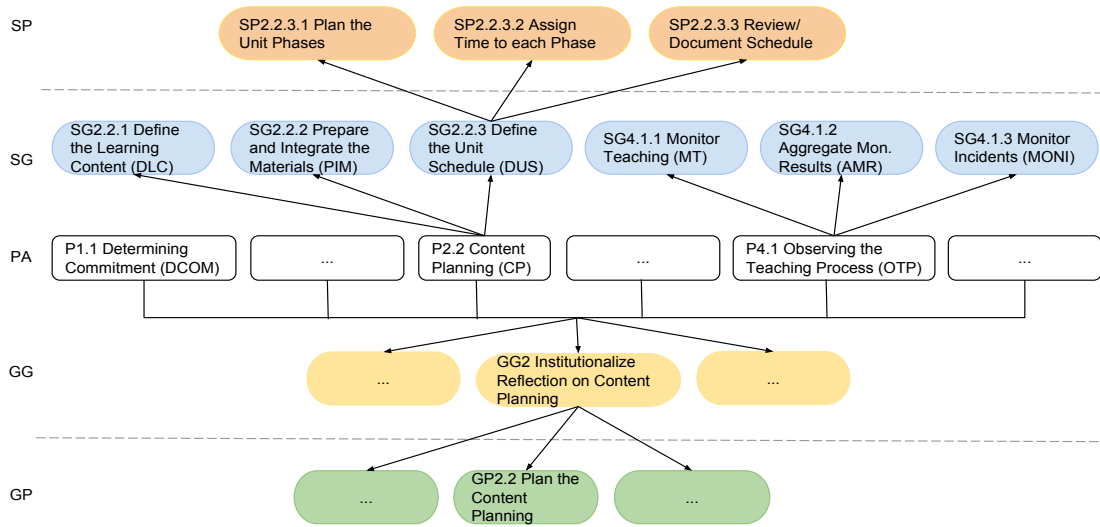 SP
SP2.2.3.1 Plan the
Unit Phases
SP2.2.3.2 Assign
Time to each Phase
SP2.2.3.3 Review/
Document Schedule
SG
SG2.2.1 Define
the Learning
Content (DLC)
SG2.2.2 Prepare
and Integrate the
Materials (PIM)
SG2.2.3 Define
the Unit
Schedule (DUS)
SG4.1.1 Monitor
Teaching (MT)
SG4.1.2
Aggregate Mon.
Results (AMR)
SG4.1.3 Monitor
Incidents (MONI)
PA
P1.1 Determining
Commitment (DCOM)
...
P2.2 Content
Planning (CP)
...
P4.1 Observing the
Teaching Process (OTP)
...
GG
...
GG2 Institutionalize
Reflection on Content
Planning
...
GP
...
GP2.2 Plan the
Content
Planning
...